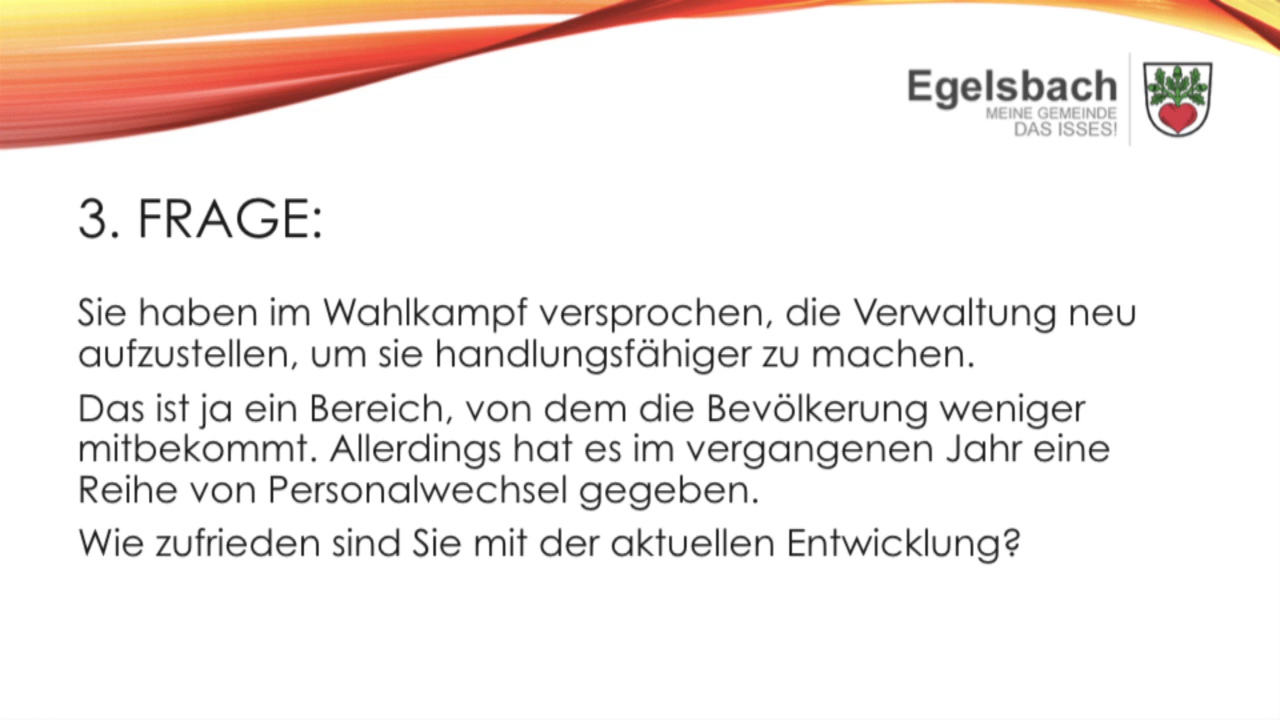 Egelsbach
MEINE GEMEINDE
DAS ISSES!
3. FRAGE:
Sie haben im Wahlkampf versprochen, die Verwaltung neu
aufzustellen, um sie handlungsfähiger zu machen.
Das ist ja ein Bereich, von dem die Bevölkerung weniger
mitbekommt. Allerdings hat es im vergangenen Jahr eine
Reihe von Personalwechsel gegeben.
Wie zufrieden sind Sie mit der aktuellen Entwicklung?